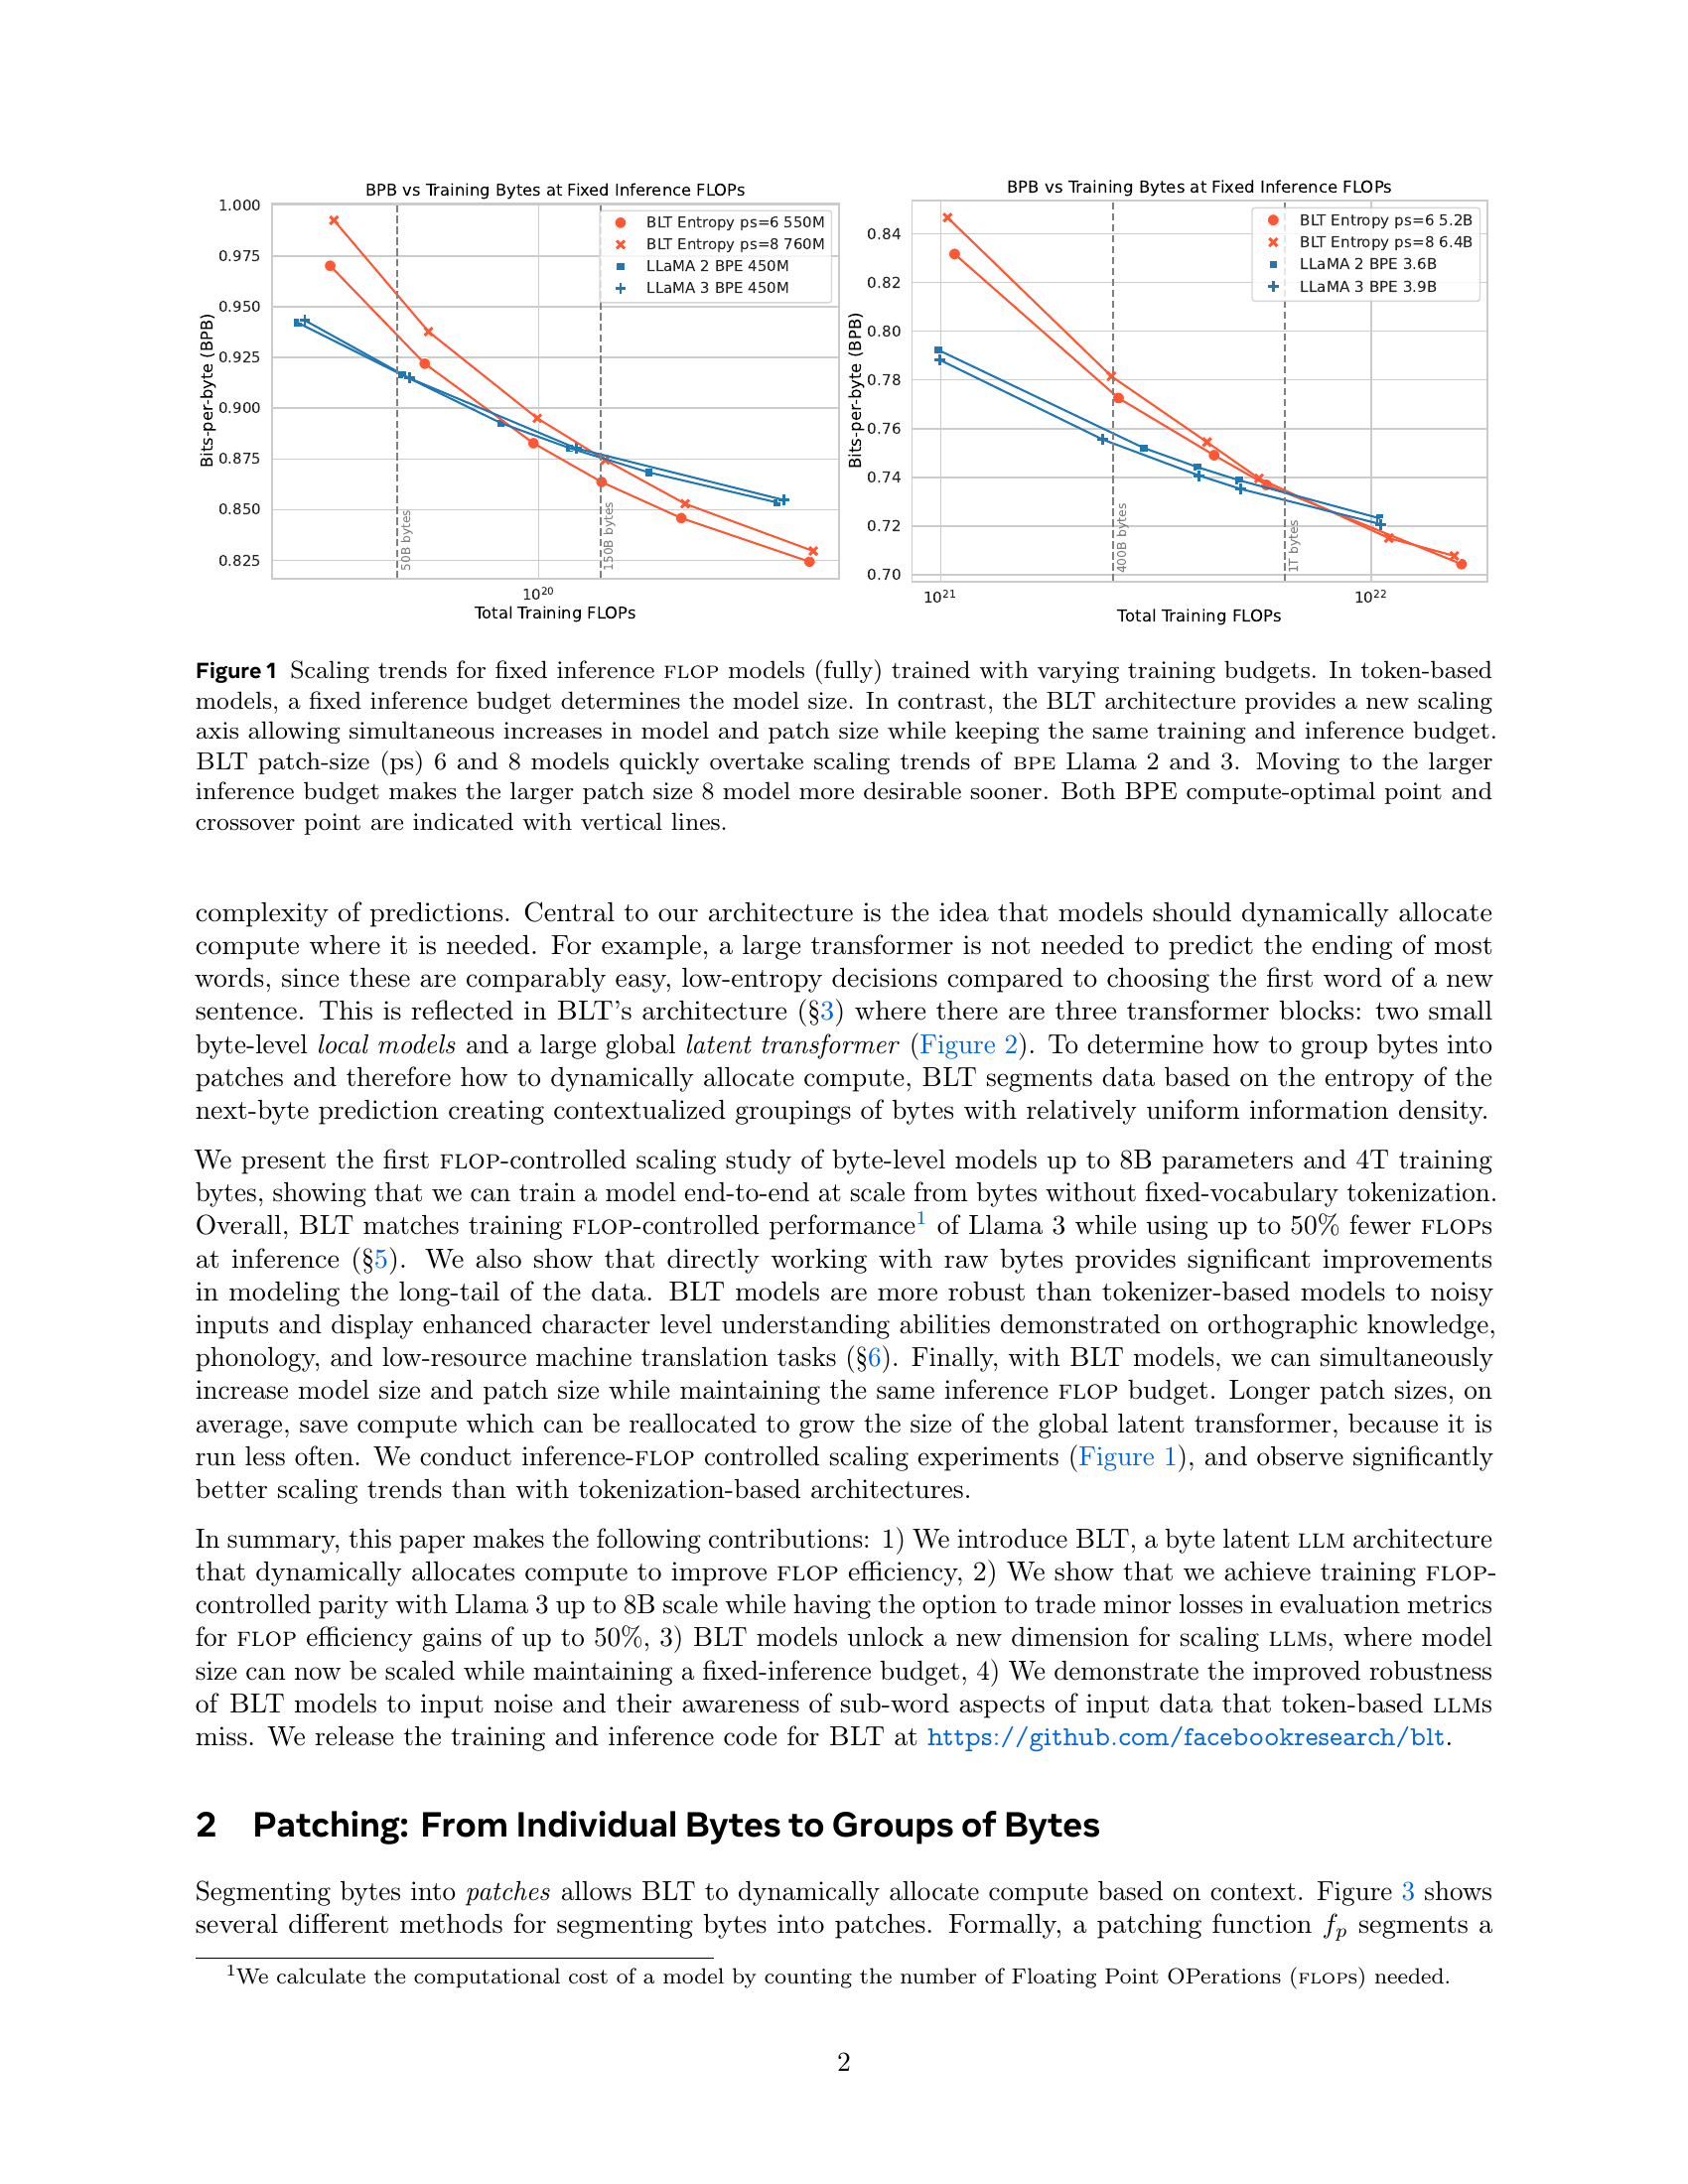 BPB vs Training Bytes at Fixed Inference FLOPs
1.000
0.975
0.950
0.925
0.900
0.875
0.850
0.825
Bits-per-byte (BPB)
BLT Entropy ps=6 550M
BLT Entropy ps=8 760M
LLaMA 2 BPE 450M
LLaMA 3 BPE 450M
50B bytes
150B bytes
10²⁰
Total Training FLOPs
BPB vs Training Bytes at Fixed Inference FLOPs
0.84
0.82
0.80
0.78
0.76
0.74
0.72
0.70
Bits-per-byte (BPB)
BLT Entropy ps=6 5.2B
BLT Entropy ps=8 6.4B
LLaMA 2 BPE 3.6B
LLaMA 3 BPE 3.9B
400B bytes
1T bytes
10²¹
10²²
Total Training FLOPs
Figure 1 Scaling trends for fixed inference FLOP models (fully) trained with varying training budgets. In token-based
models, a fixed inference budget determines the model size. In contrast, the BLT architecture provides a new scaling
axis allowing simultaneous increases in model and patch size while keeping the same training and inference budget.
BLT patch-size (ps) 6 and 8 models quickly overtake scaling trends of BPE Llama 2 and 3. Moving to the larger
inference budget makes the larger patch size 8 model more desirable sooner. Both BPE compute-optimal point and
crossover point are indicated with vertical lines.
complexity of predictions. Central to our architecture is the idea that models should dynamically allocate
compute where it is needed. For example, a large transformer is not needed to predict the ending of most
words, since these are comparably easy, low-entropy decisions compared to choosing the first word of a new
sentence. This is reflected in BLT's architecture (§3) where there are three transformer blocks: two small
byte-level local models and a large global latent transformer (Figure 2). To determine how to group bytes into
patches and therefore how to dynamically allocate compute, BLT segments data based on the entropy of the
next-byte prediction creating contextualized groupings of bytes with relatively uniform information density.
We present the first FLOP-controlled scaling study of byte-level models up to 8B parameters and 4T training
bytes, showing that we can train a model end-to-end at scale from bytes without fixed-vocabulary tokenization.
Overall, BLT matches training FLOP-controlled performance¹ of Llama 3 while using up to 50% fewer FLOPs
at inference (§5). We also show that directly working with raw bytes provides significant improvements
in modeling the long-tail of the data. BLT models are more robust than tokenizer-based models to noisy
inputs and display enhanced character level understanding abilities demonstrated on orthographic knowledge,
phonology, and low-resource machine translation tasks (§6). Finally, with BLT models, we can simultaneously
increase model size and patch size while maintaining the same inference FLOP budget. Longer patch sizes, on
average, save compute which can be reallocated to grow the size of the global latent transformer, because it is
run less often. We conduct inference-FLOP controlled scaling experiments (Figure 1), and observe significantly
better scaling trends than with tokenization-based architectures.
In summary, this paper makes the following contributions: 1) We introduce BLT, a byte latent LLM architecture
that dynamically allocates compute to improve FLOP efficiency, 2) We show that we achieve training FLOP-
controlled parity with Llama 3 up to 8B scale while having the option to trade minor losses in evaluation metrics
for FLOP efficiency gains of up to 50%, 3) BLT models unlock a new dimension for scaling LLMs, where model
size can now be scaled while maintaining a fixed-inference budget, 4) We demonstrate the improved robustness
of BLT models to input noise and their awareness of sub-word aspects of input data that token-based LLMs
miss. We release the training and inference code for BLT at https://github.com/facebookresearch/blt.
2 Patching: From Individual Bytes to Groups of Bytes
Segmenting bytes into patches allows BLT to dynamically allocate compute based on context. Figure 3 shows
several different methods for segmenting bytes into patches. Formally, a patching function fₚ segments a
¹We calculate the computational cost of a model by counting the number of Floating Point OPerations (FLOPs) needed.
2